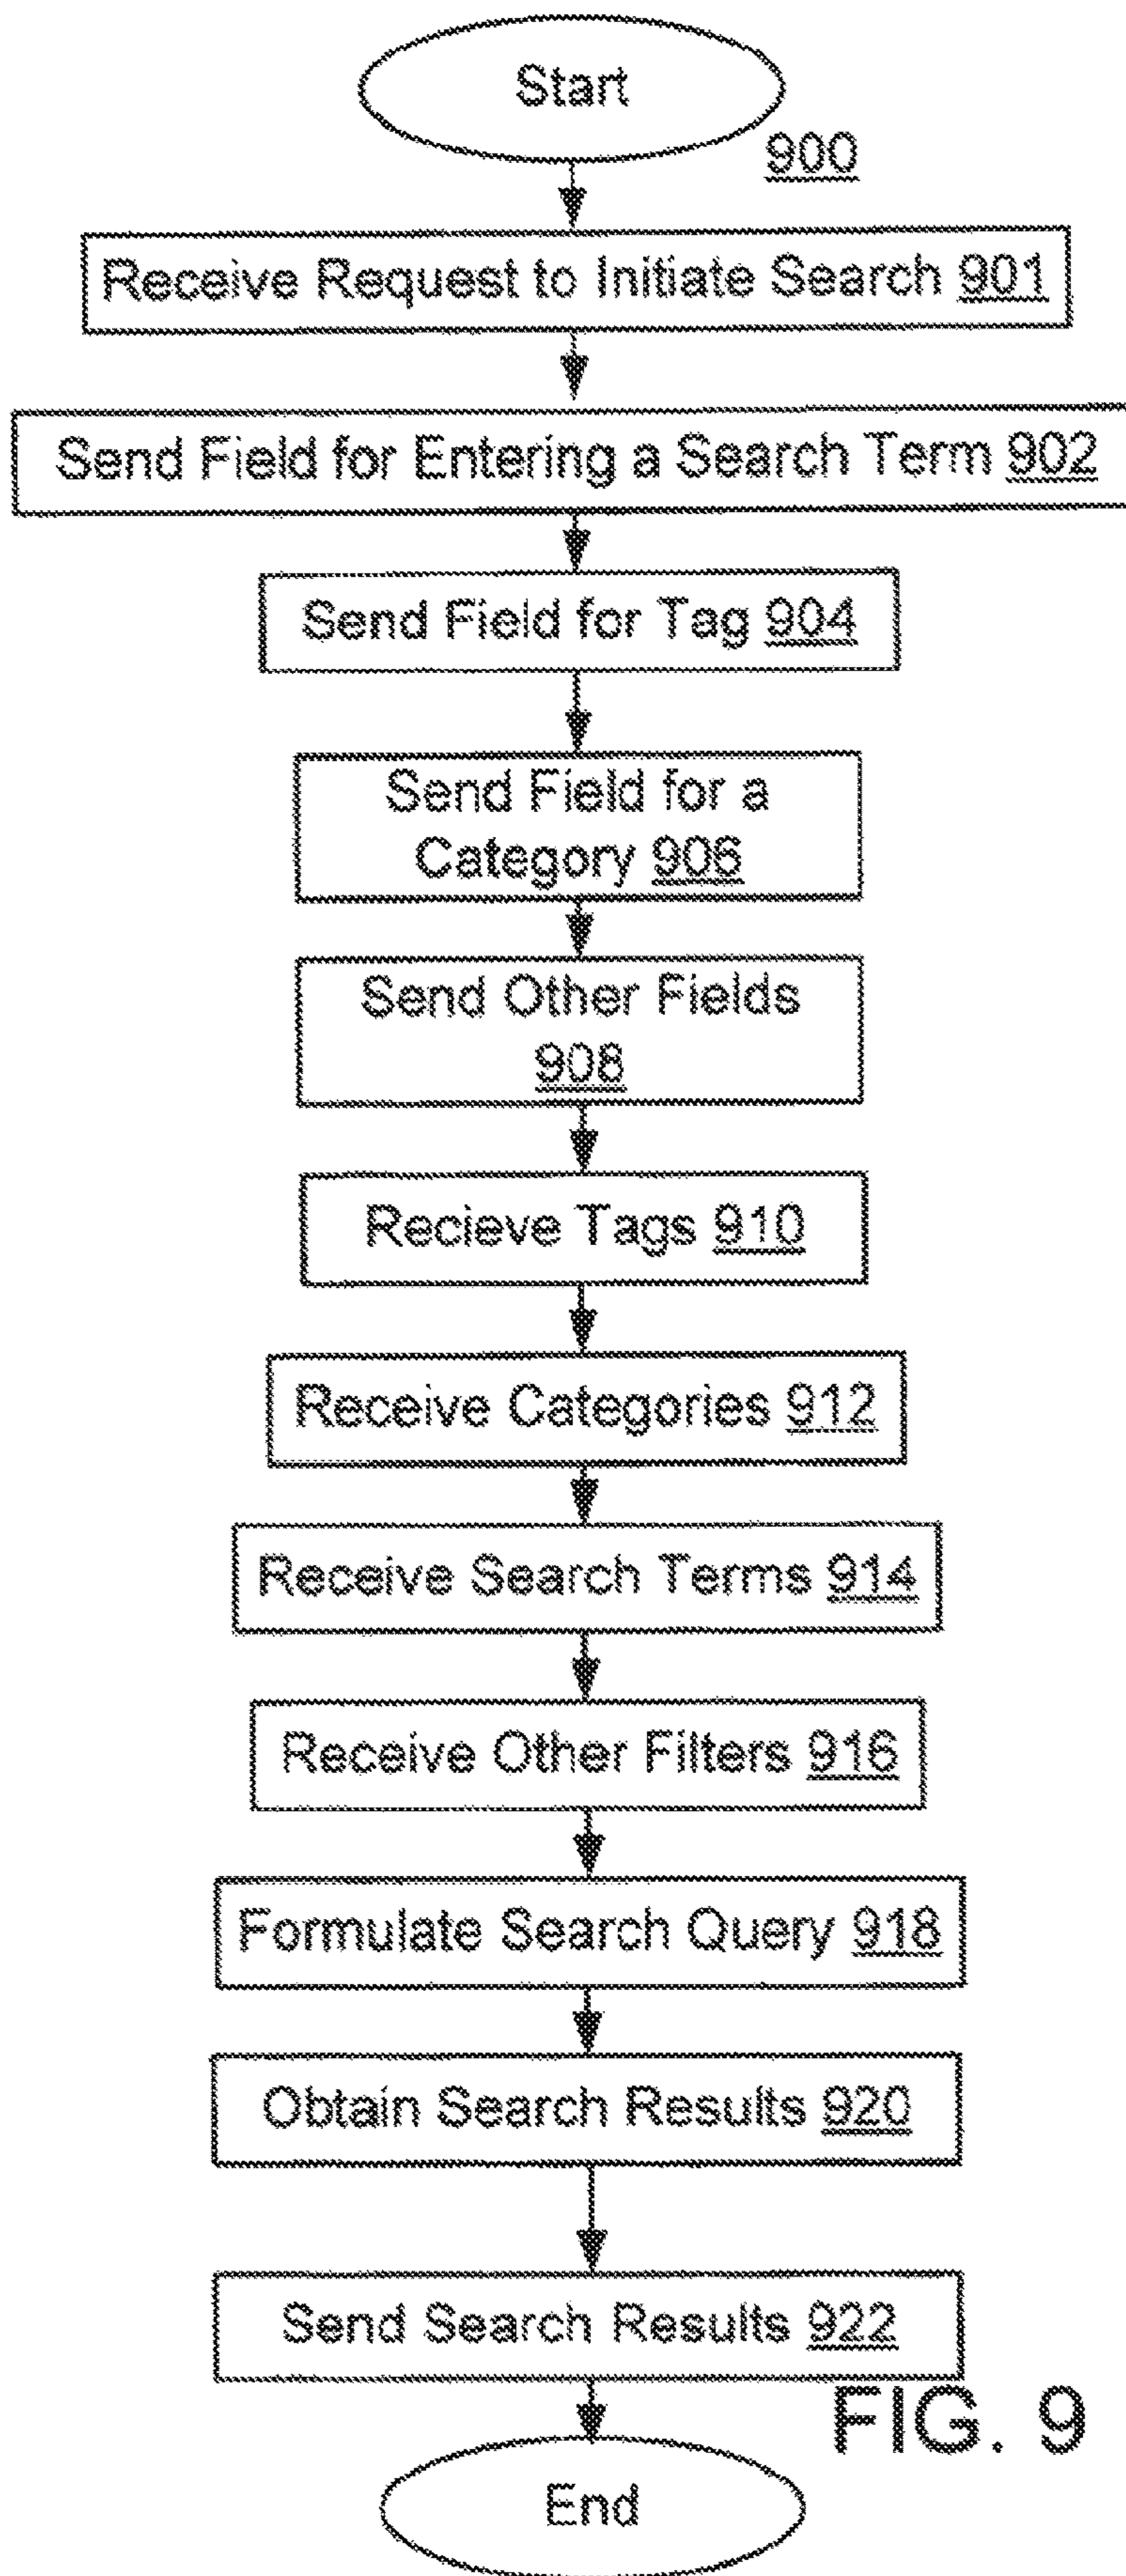 Start
900
Receive Request to Initiate Search 901
Send Field for Entering a Search Term 902
Send Field for Tag 904
Send Field for a
Category 906
Send Other Fields
908
Recieve Tags 910
Receive Categories 912
Receive Search Terms 914
Receive Other Filters 916
Formulate Search Query 918
Obtain Search Results 920
Send Search Results 922
FIG. 9
End